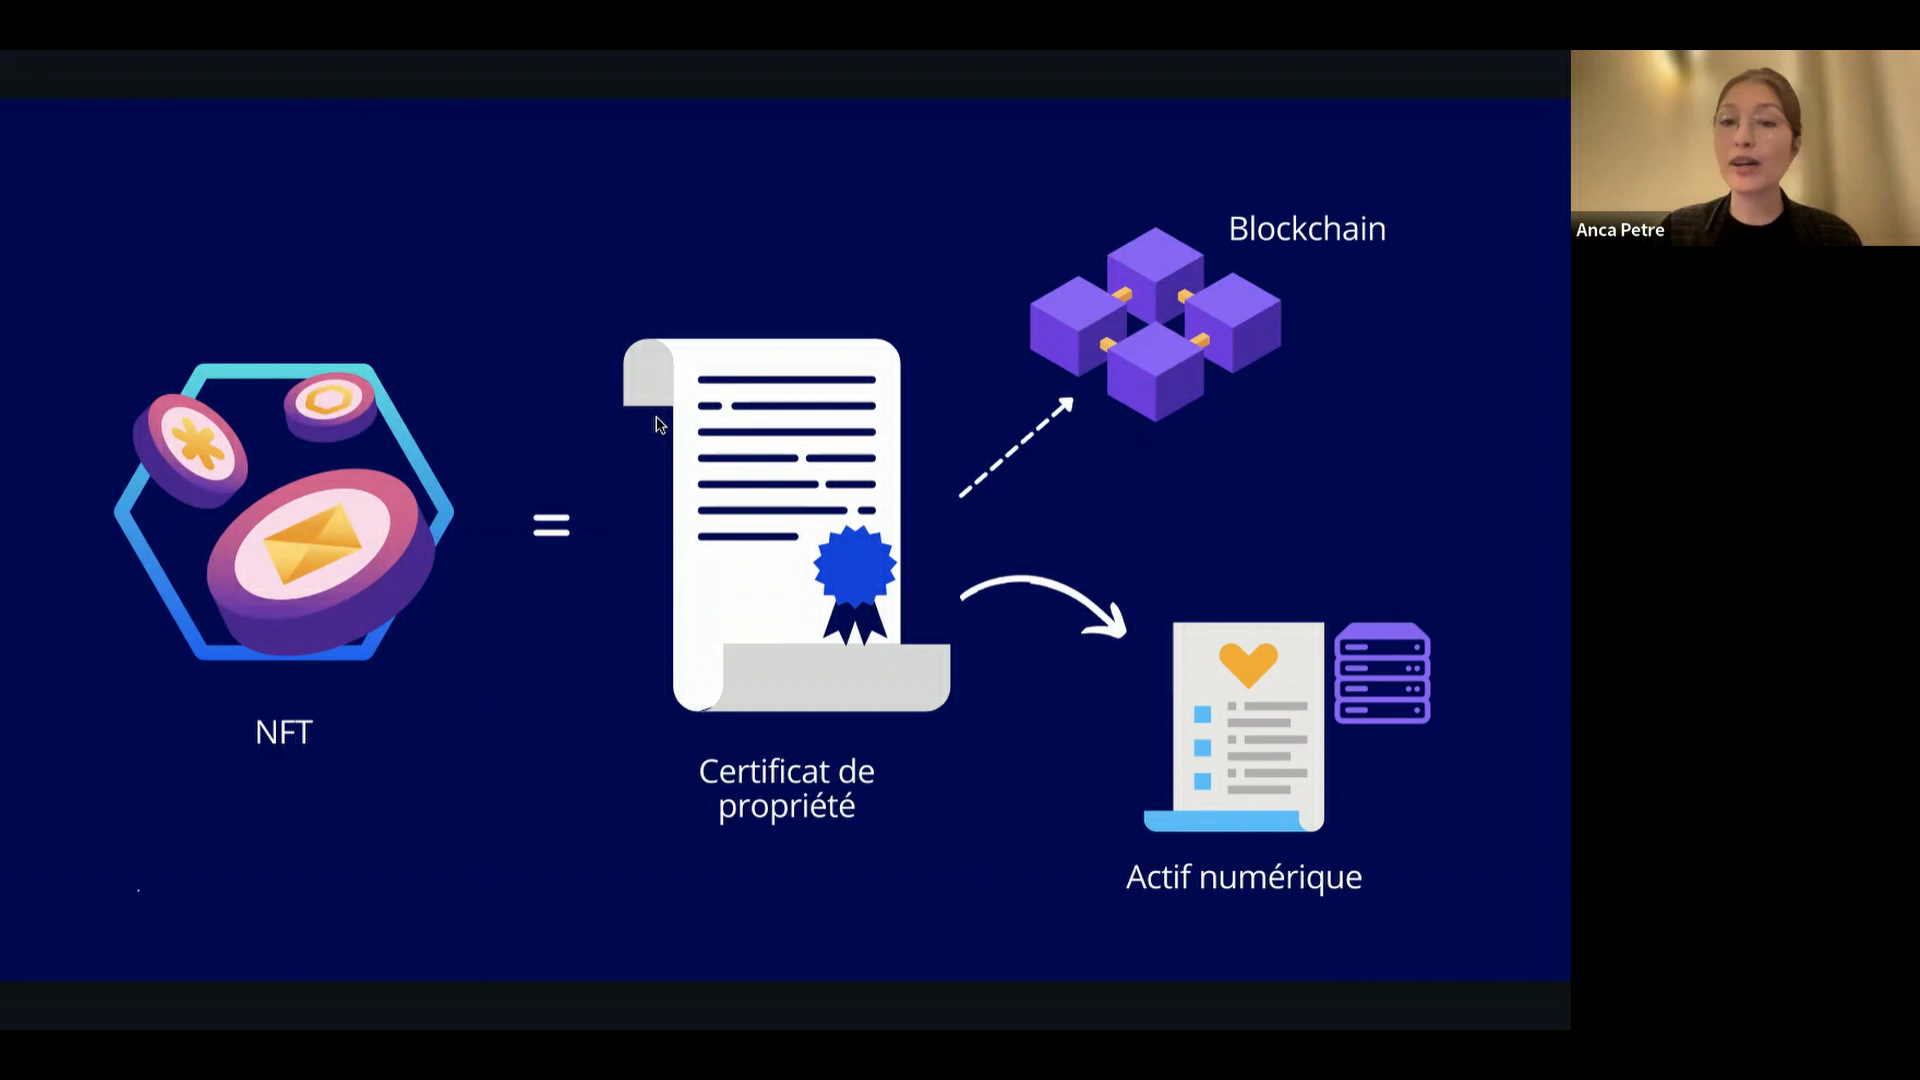 Blockchain
NFT
=
Certificat de
propriété
Actif numérique
Anca Petre